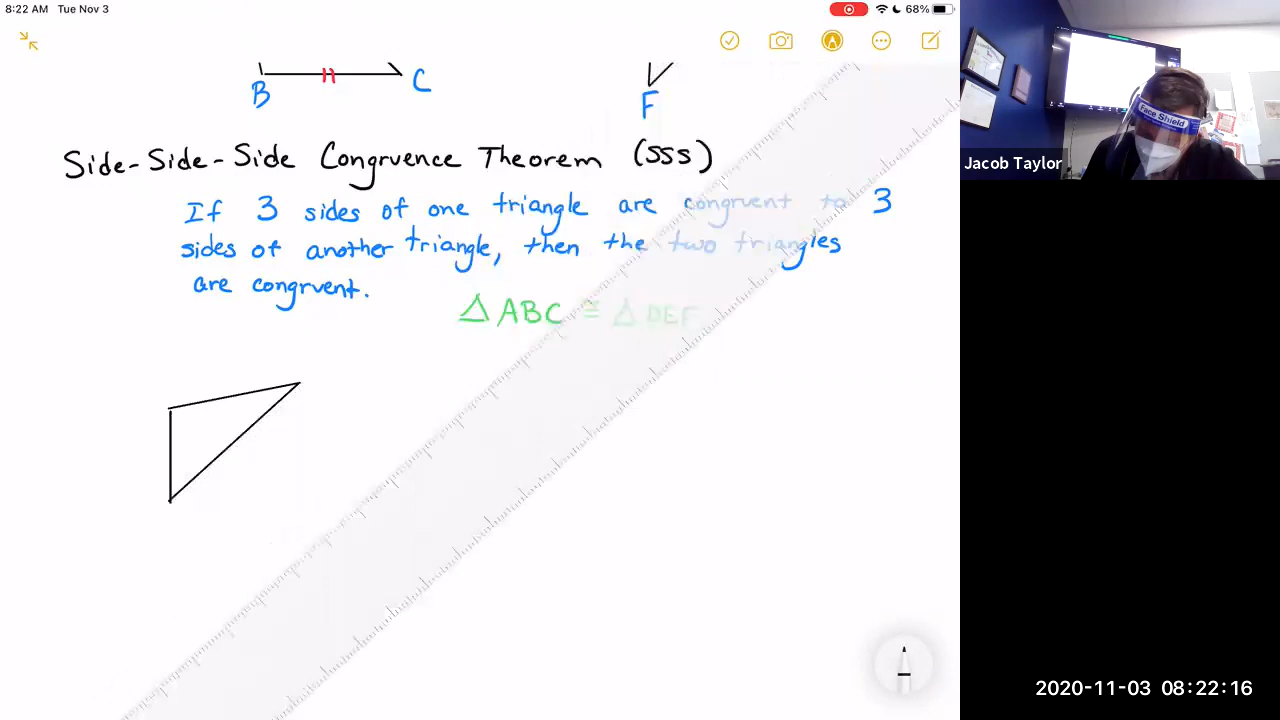 8:22 AM Tue Nov 3 68%
B C
F
Side-Side-Side Congruence Theorem (SSS)
If 3 sides of one triangle are congruent to 3
sides of another triangle, then the two triangles
are congruent.
△ABC ≅ △DEF
Face Shield
Jacob Taylor
2020-11-03 08:22:16